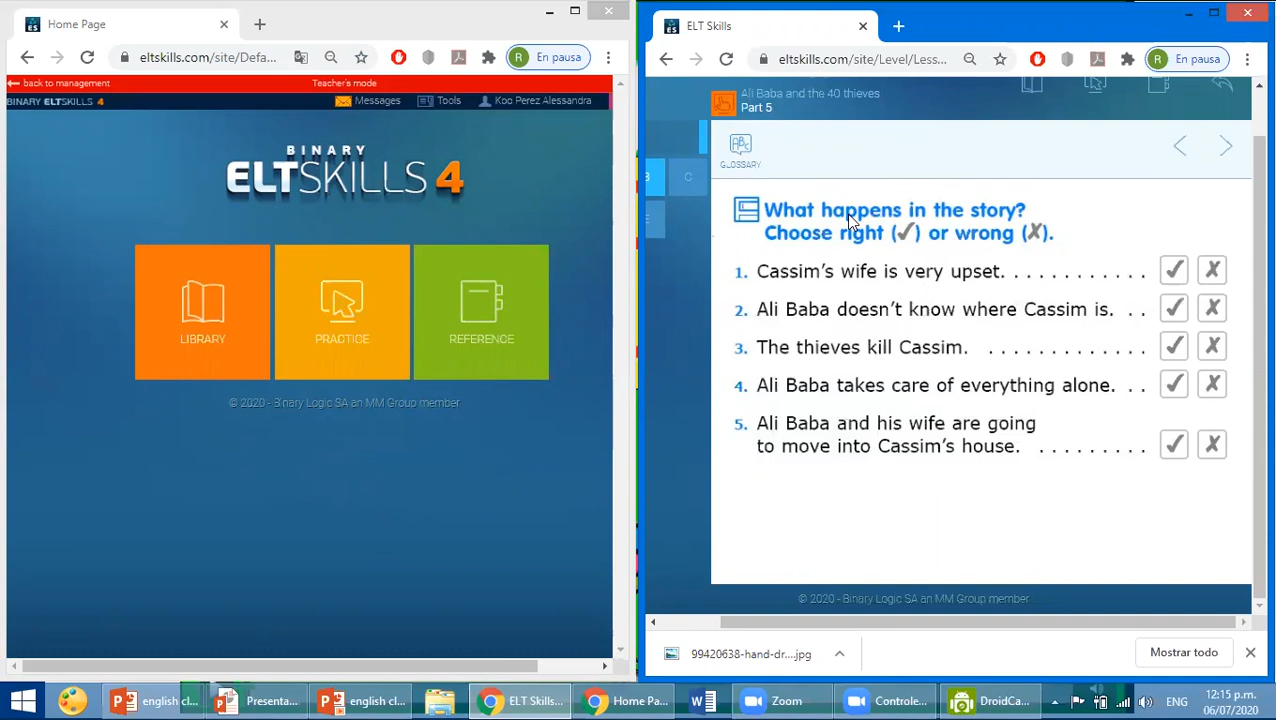 Home Page
eltskills.com/site/Defa...
En pausa
back to management
Teacher's mode
BINARY ELTSKILLS 4
Messages
Tools
Koo Perez Alessandra
BINARY
ELTSKILLS 4
LIBRARY
PRACTICE
REFERENCE
© 2020 - Binary Logic SA an MM Group member
ELT Skills
eltskills.com/site/Level/Less...
En pausa
Ali Baba and the 40 thieves
Part 5
ABC
GLOSSARY
B
C
E
What happens in the story?
Choose right (✓) or wrong (✗).
1. Cassim's wife is very upset. . . . . . . . . . . . ✓ ✗
2. Ali Baba doesn't know where Cassim is. . . ✓ ✗
3. The thieves kill Cassim. . . . . . . . . . . . . . ✓ ✗
4. Ali Baba takes care of everything alone. . . ✓ ✗
5. Ali Baba and his wife are going
to move into Cassim's house. . . . . . . . . . ✓ ✗
© 2020 - Binary Logic SA an MM Group member
99420638-hand-dr....jpg
Mostrar todo
english cl...
Presenta...
english cl...
ELT Skills...
Home Pa...
Zoom
Controle...
DroidCa...
ENG
12:15 p.m.
06/07/2020